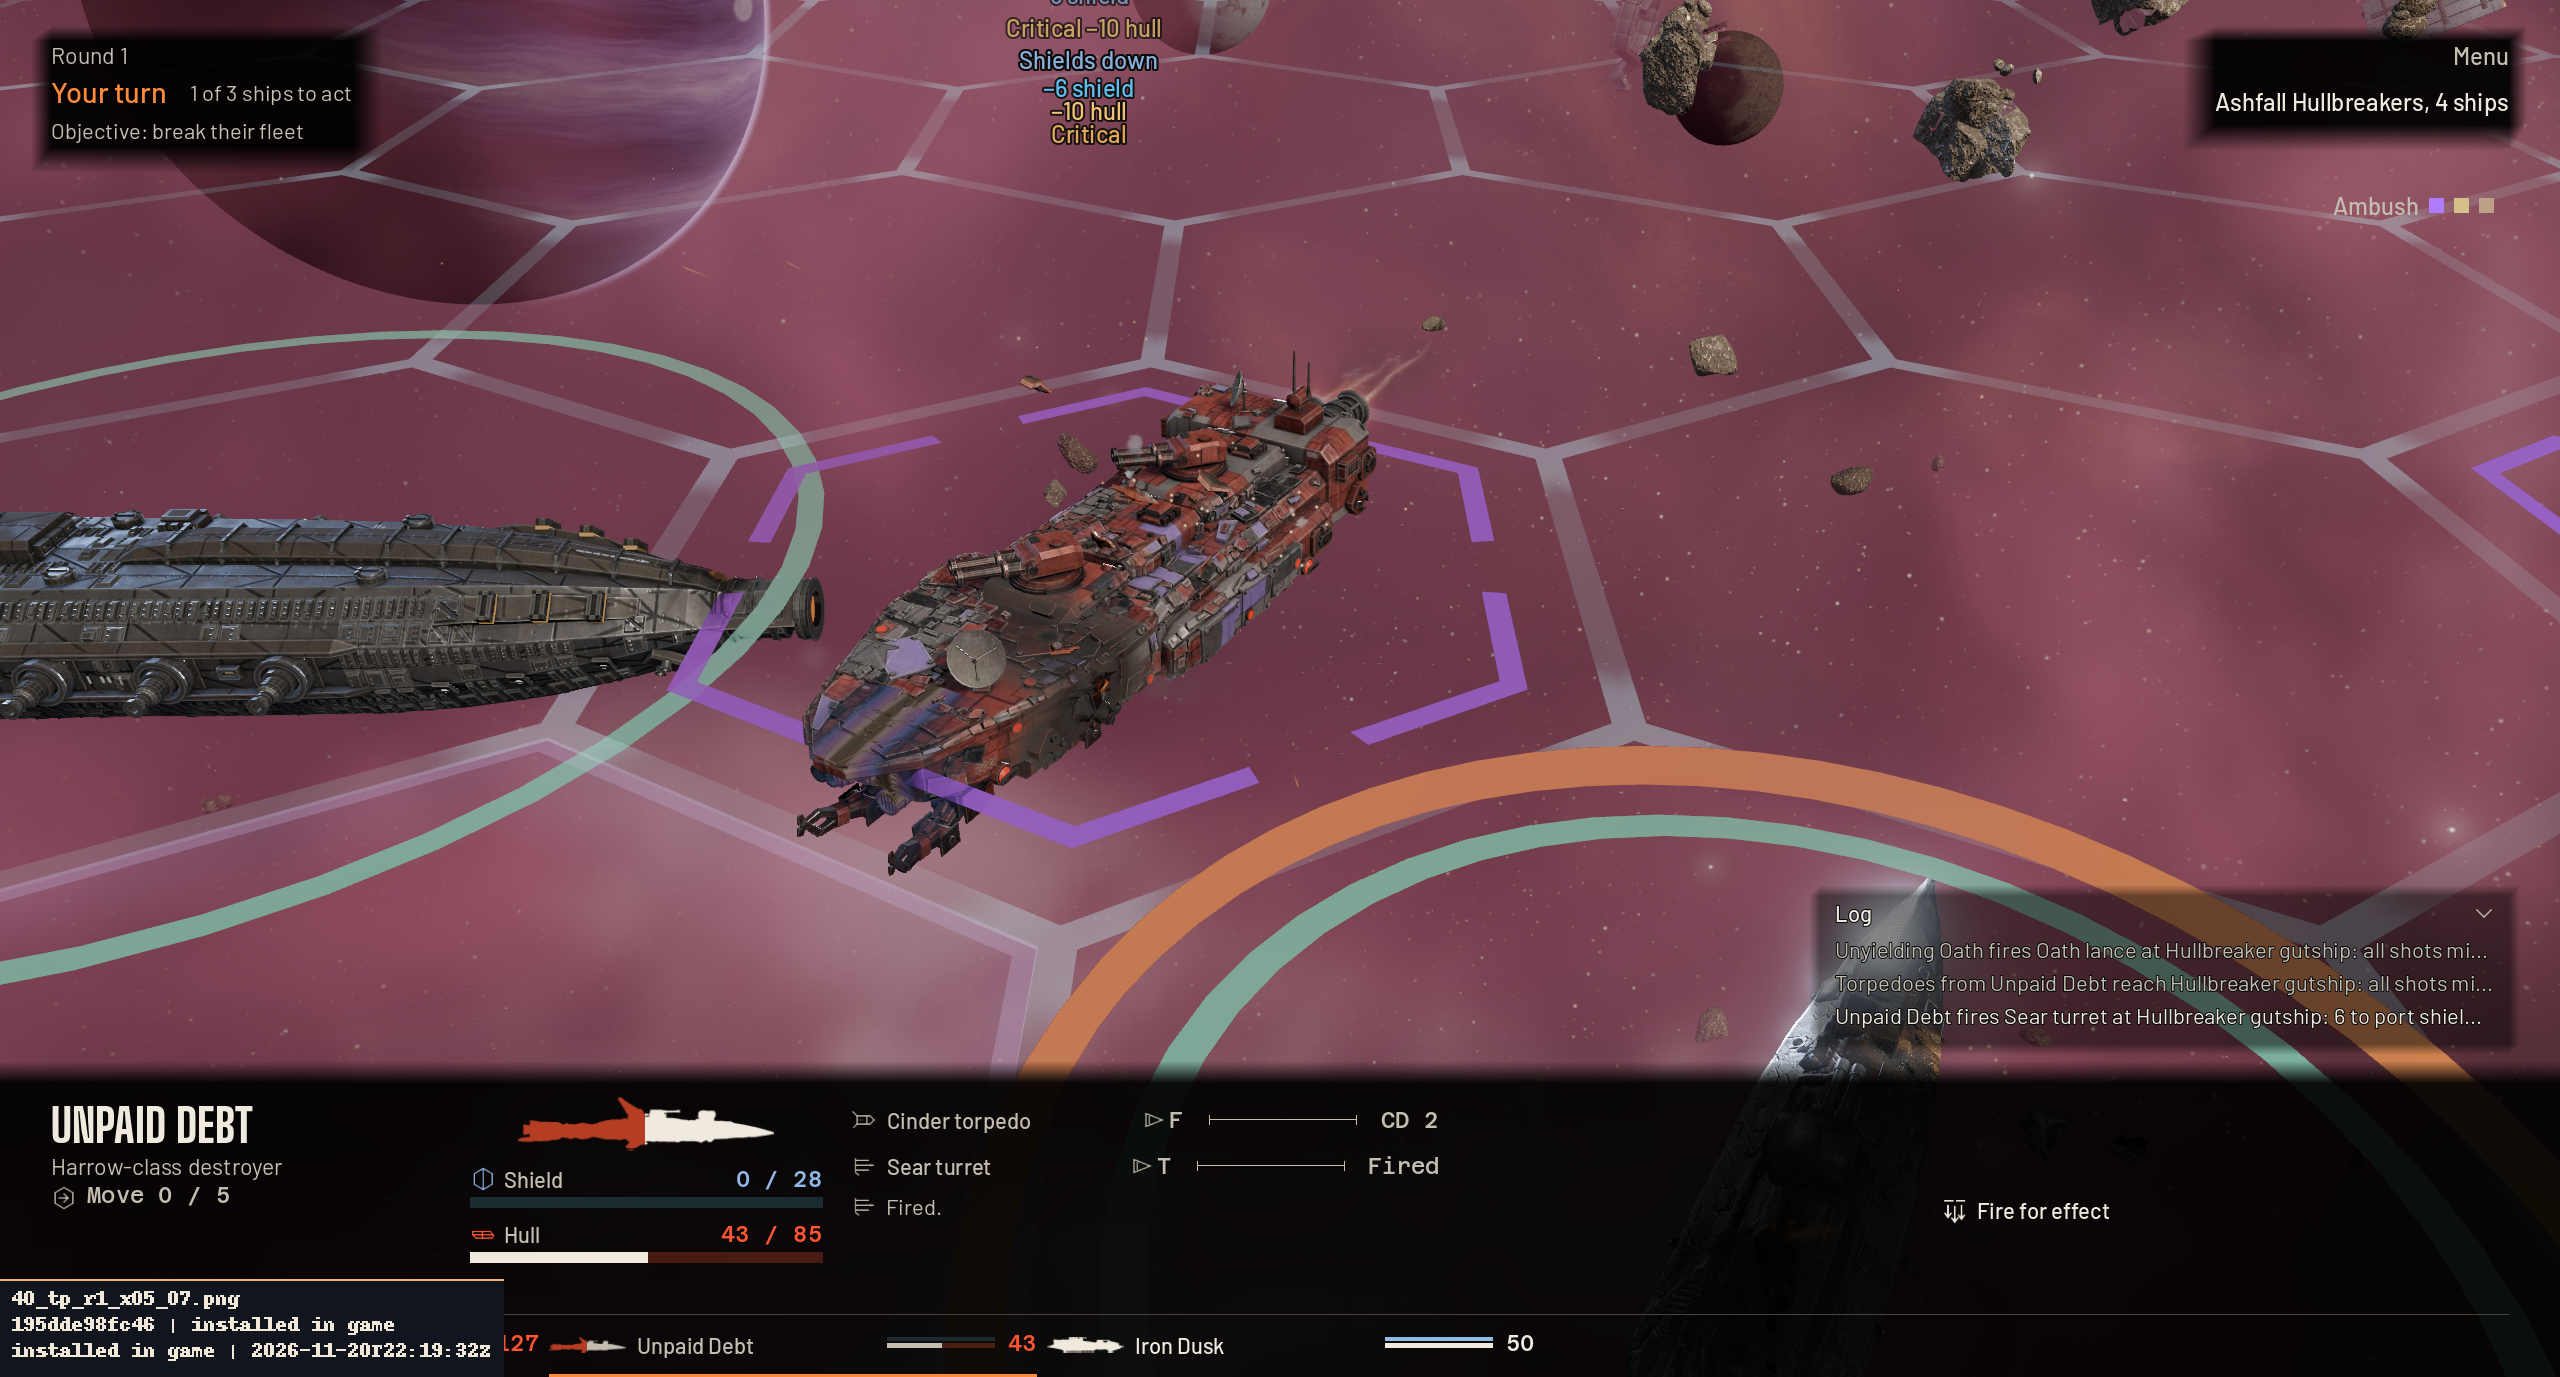 Round 1
Your turn 1 of 3 ships to act
Objective: break their fleet
Critical −10 hull
Shields down
−6 shield
−10 hull
Critical
Menu
Ashfall Hullbreakers, 4 ships
Ambush
Log
Unyielding Oath fires Oath lance at Hullbreaker gutship: all shots mi...
Torpedoes from Unpaid Debt reach Hullbreaker gutship: all shots mi...
Unpaid Debt fires Sear turret at Hullbreaker gutship: 6 to port shiel...
UNPAID DEBT
Harrow-class destroyer
Move 0 / 5
Shield 0 / 28
Hull 43 / 85
Cinder torpedo F CD 2
Sear turret T Fired
Fired.
Fire for effect
40_tp_r1_x05_07.png
195dde98fc46 | installed in game
installed in game | 2026-11-20T22:19:32Z
127 Unpaid Debt 43 Iron Dusk 50